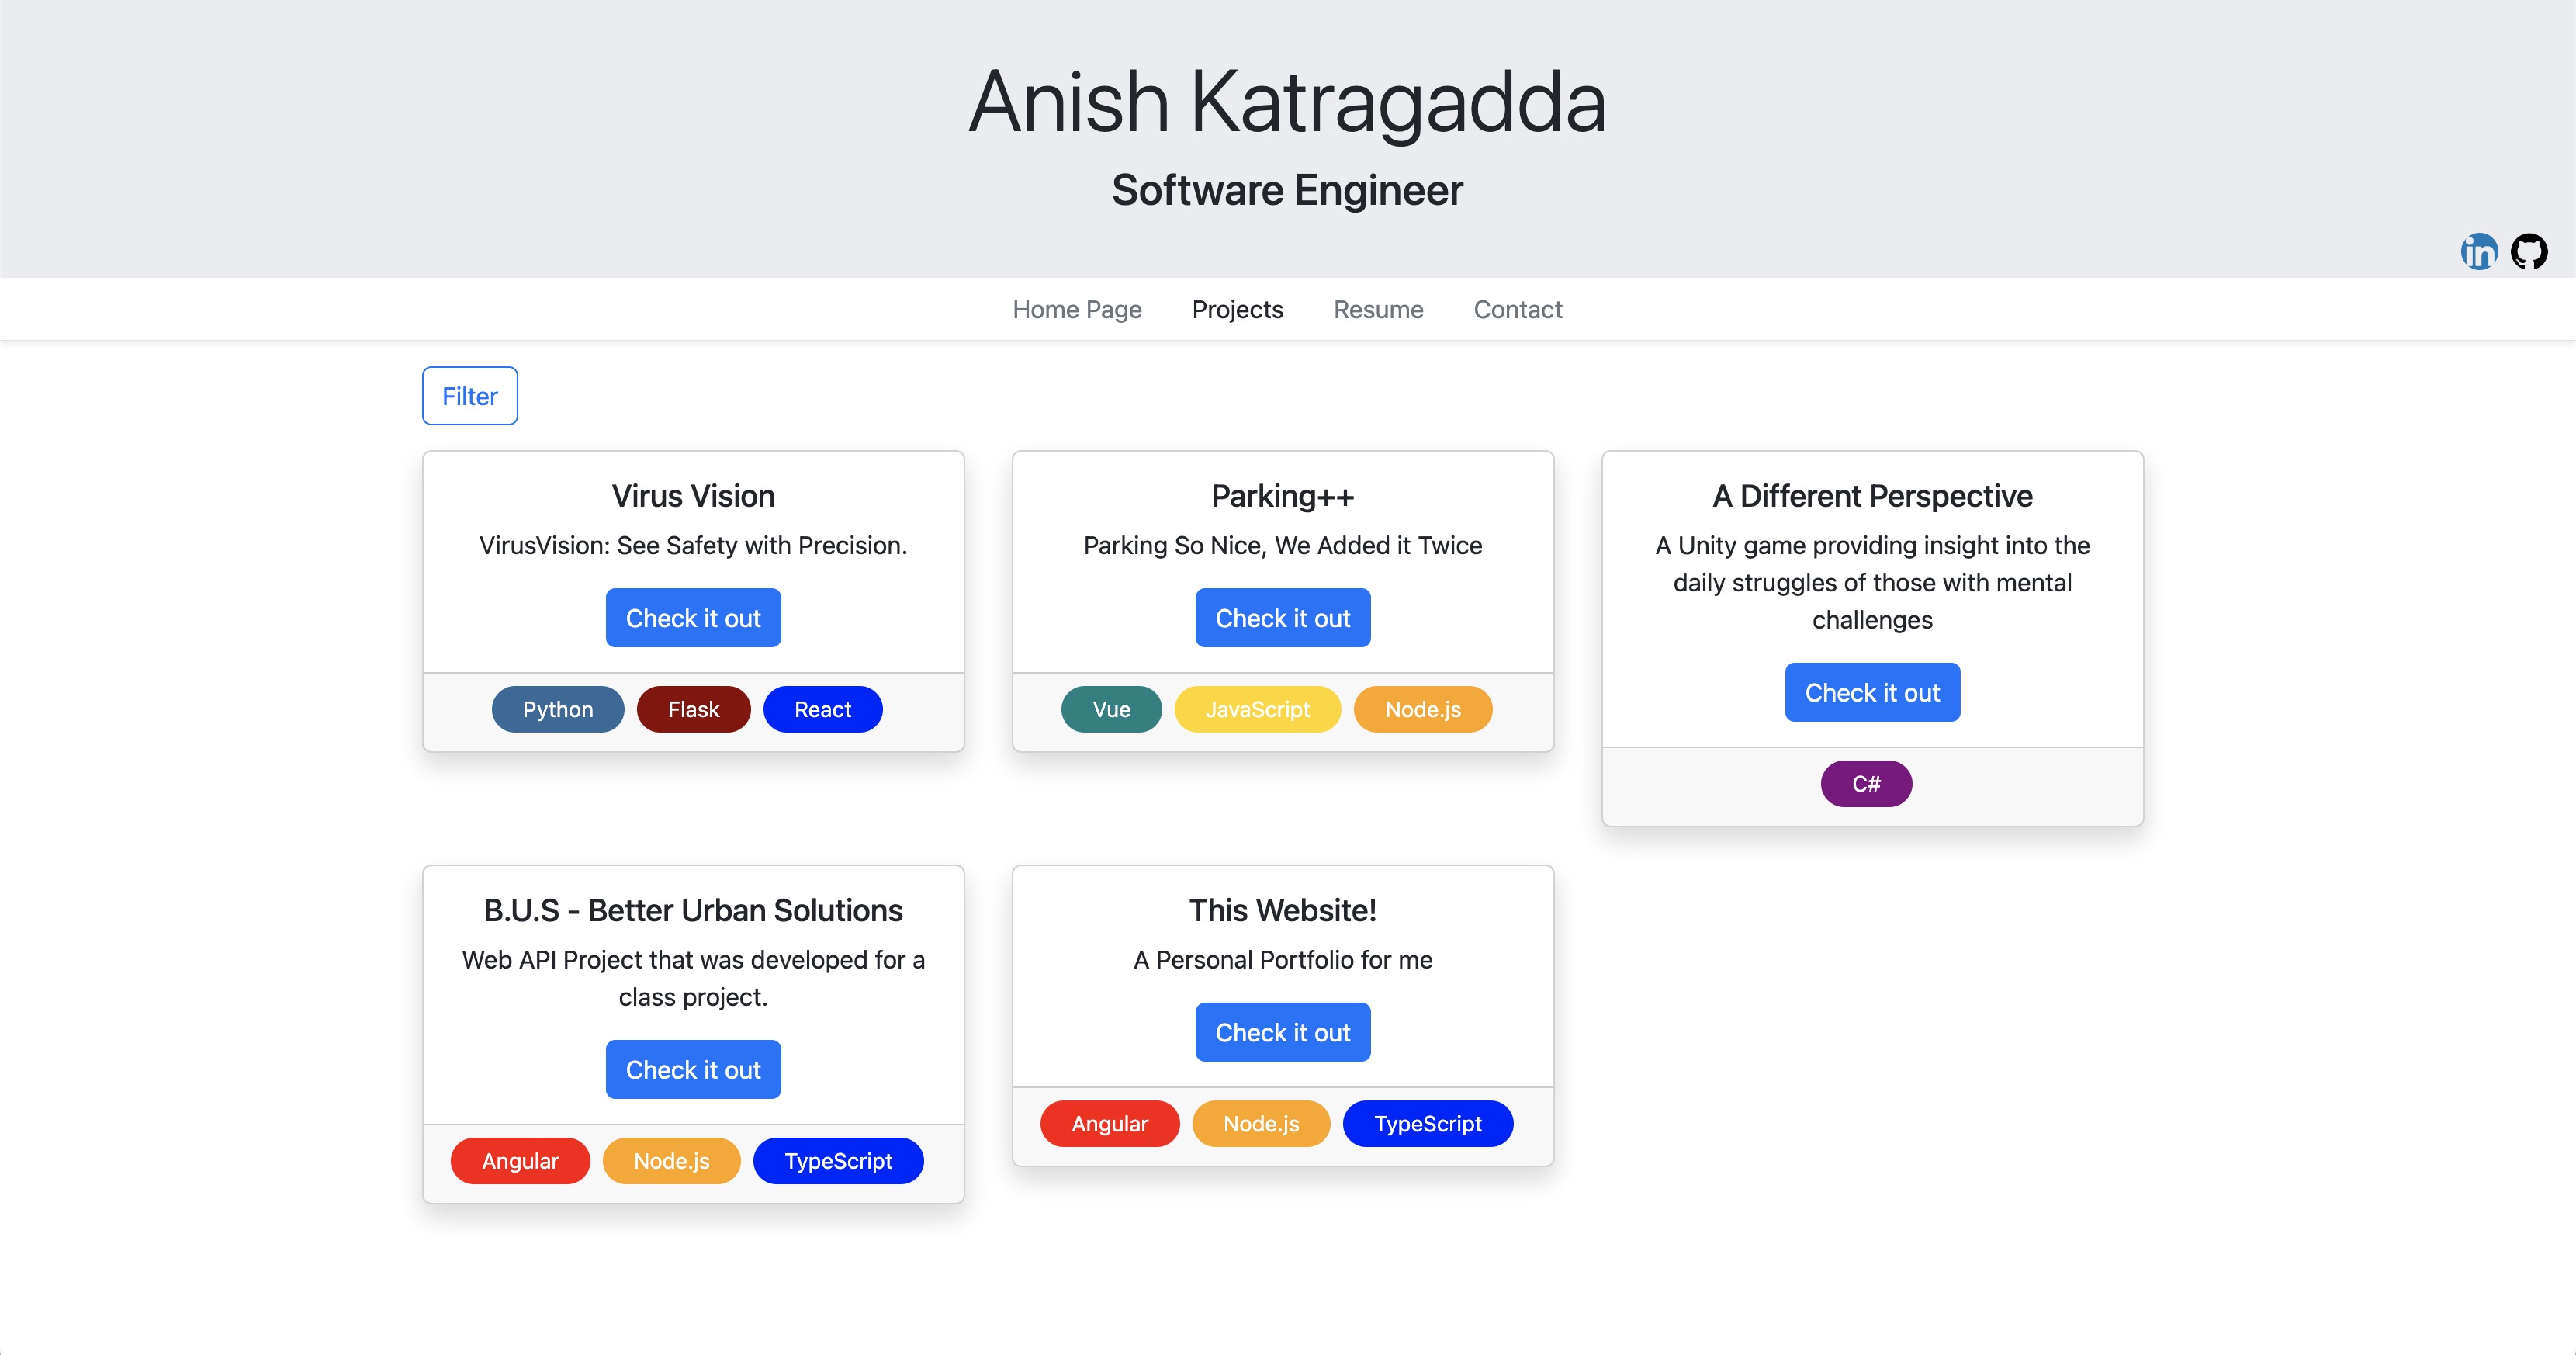 Anish Katragadda
Software Engineer
in
Home Page Projects Resume Contact
Filter
Virus Vision
VirusVision: See Safety with Precision.
Check it out
Python Flask React
Parking++
Parking So Nice, We Added it Twice
Check it out
Vue JavaScript Node.js
A Different Perspective
A Unity game providing insight into the
daily struggles of those with mental
challenges
Check it out
C#
B.U.S - Better Urban Solutions
Web API Project that was developed for a
class project.
Check it out
Angular Node.js TypeScript
This Website!
A Personal Portfolio for me
Check it out
Angular Node.js TypeScript